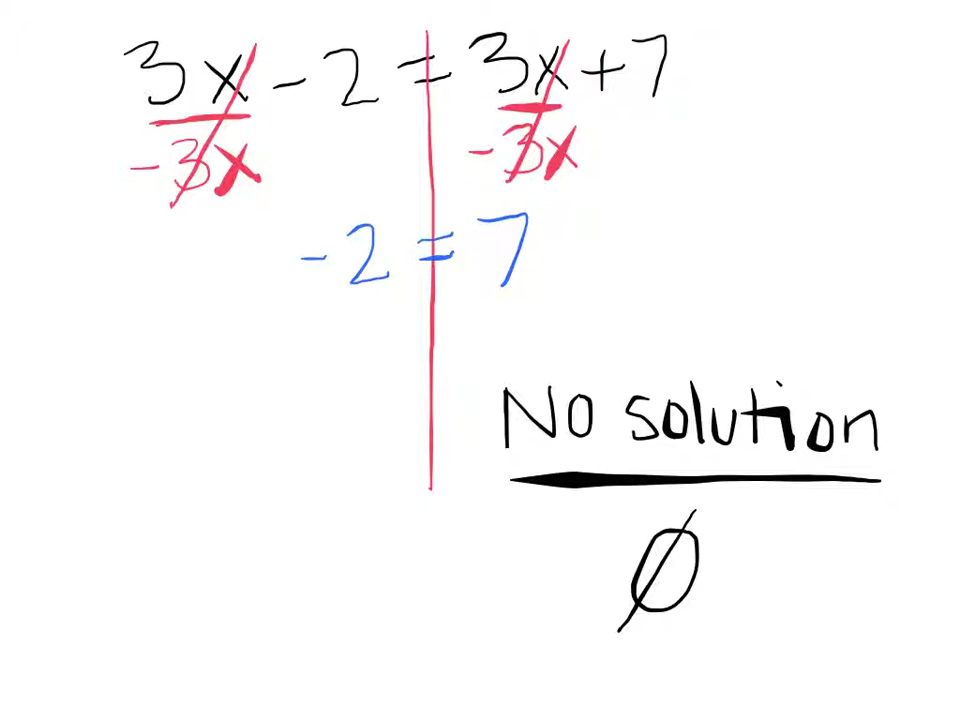 3x - 2 = 3x + 7
-3x -3x
-2 = 7
No solution
∅